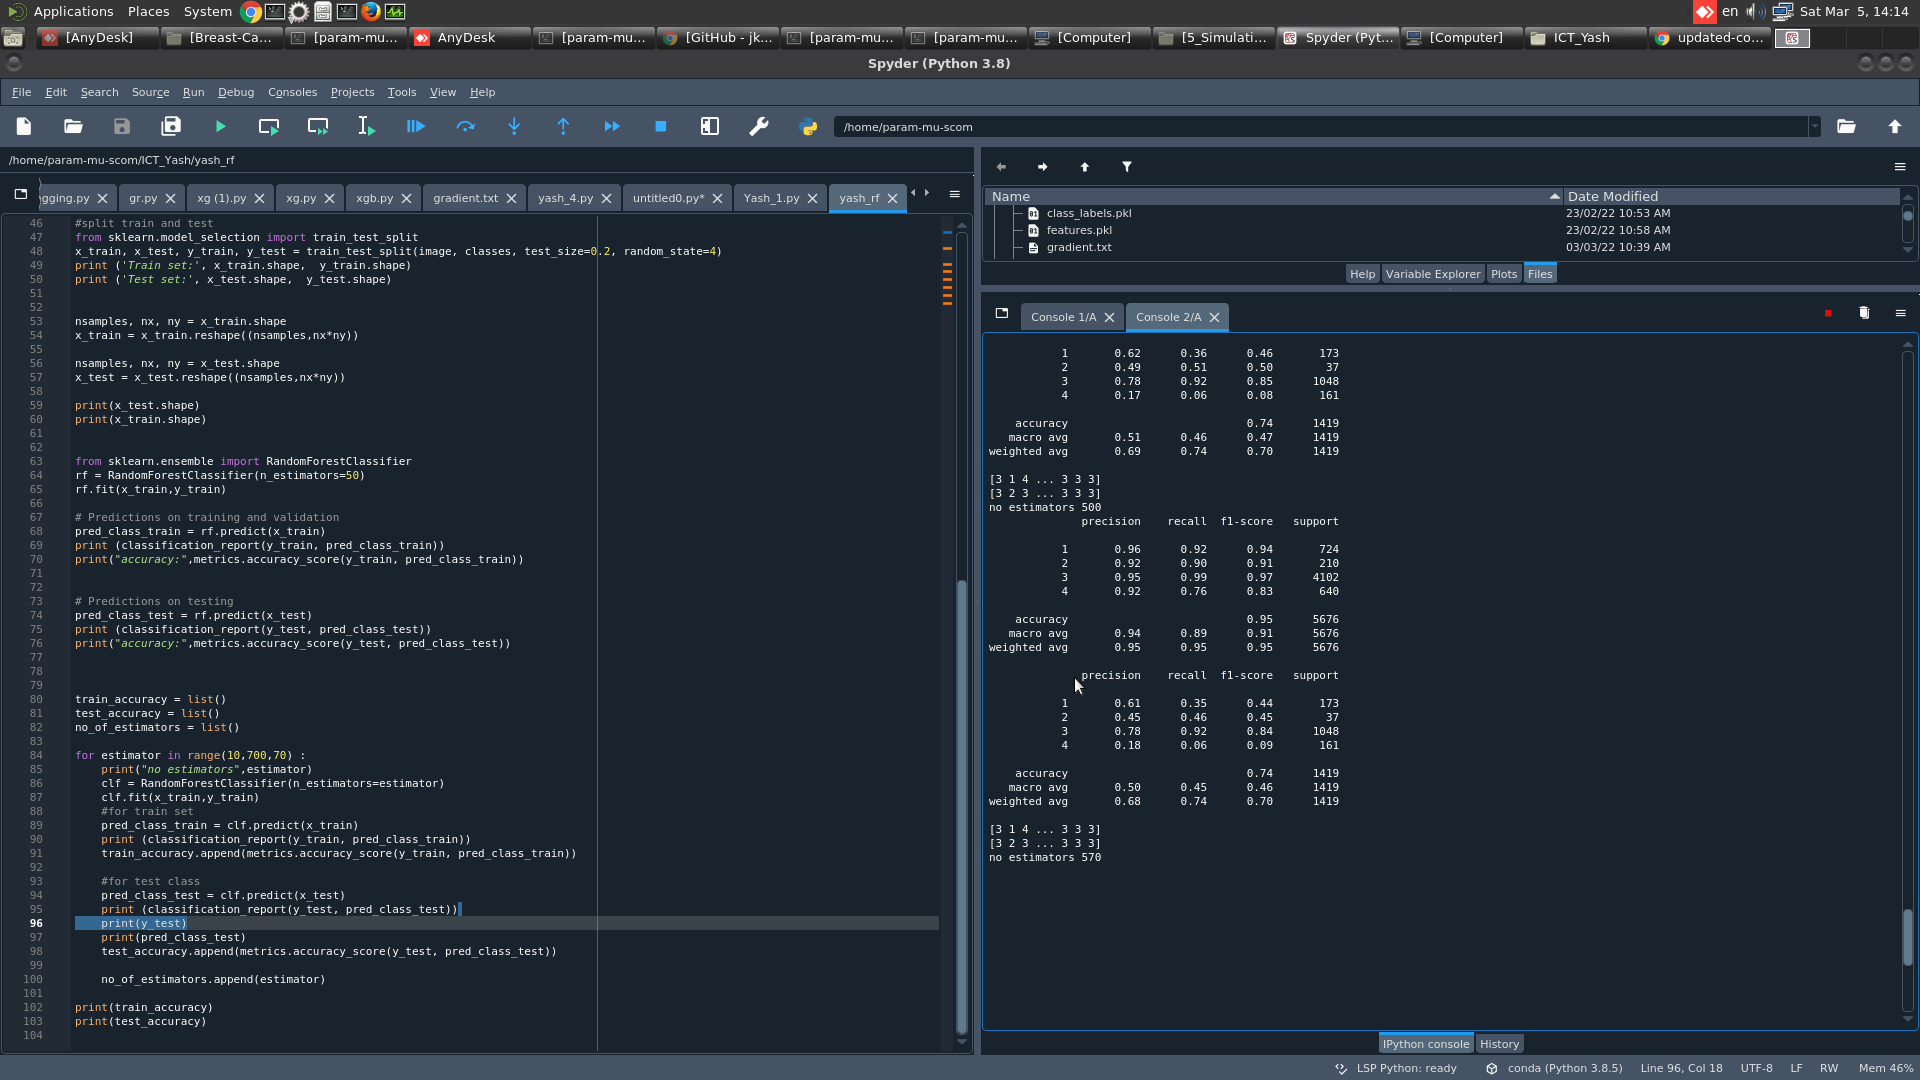 Applications Places System en Sat Mar 5, 14:14
[AnyDesk] [Breast-Ca... [param-mu... AnyDesk [param-mu... [GitHub - jk... [param-mu... [param-mu... [Computer] [5_Simulati... Spyder (Pyt... [Computer] ICT_Yash updated-co...
Spyder (Python 3.8)
File Edit Search Source Run Debug Consoles Projects Tools View Help
/home/param-mu-scom
/home/param-mu-scom/ICT_Yash/yash_rf
gging.py gr.py xg (1).py xg.py xgb.py gradient.txt yash_4.py untitled0.py* Yash_1.py yash_rf
46 #split train and test
47 from sklearn.model_selection import train_test_split
48 x_train, x_test, y_train, y_test = train_test_split(image, classes, test_size=0.2, random_state=4)
49 print ('Train set:', x_train.shape,  y_train.shape)
50 print ('Test set:', x_test.shape,  y_test.shape)
51
52
53 nsamples, nx, ny = x_train.shape
54 x_train = x_train.reshape((nsamples,nx*ny))
55
56 nsamples, nx, ny = x_test.shape
57 x_test = x_test.reshape((nsamples,nx*ny))
58
59 print(x_test.shape)
60 print(x_train.shape)
61
62
63 from sklearn.ensemble import RandomForestClassifier
64 rf = RandomForestClassifier(n_estimators=50)
65 rf.fit(x_train,y_train)
66
67 # Predictions on training and validation
68 pred_class_train = rf.predict(x_train)
69 print (classification_report(y_train, pred_class_train))
70 print("accuracy:",metrics.accuracy_score(y_train, pred_class_train))
71
72
73 # Predictions on testing
74 pred_class_test = rf.predict(x_test)
75 print (classification_report(y_test, pred_class_test))
76 print("accuracy:",metrics.accuracy_score(y_test, pred_class_test))
77
78
79
80 train_accuracy = list()
81 test_accuracy = list()
82 no_of_estimators = list()
83
84 for estimator in range(10,700,70) :
85 print("no estimators",estimator)
86 clf = RandomForestClassifier(n_estimators=estimator)
87 clf.fit(x_train,y_train)
88 #for train set
89 pred_class_train = clf.predict(x_train)
90 print (classification_report(y_train, pred_class_train))
91 train_accuracy.append(metrics.accuracy_score(y_train, pred_class_train))
92
93 #for test class
94 pred_class_test = clf.predict(x_test)
95 print (classification_report(y_test, pred_class_test))
96 print(y_test)
97 print(pred_class_test)
98 test_accuracy.append(metrics.accuracy_score(y_test, pred_class_test))
99
100 no_of_estimators.append(estimator)
101
102 print(train_accuracy)
103 print(test_accuracy)
104
Name Date Modified
class_labels.pkl 23/02/22 10:53 AM
features.pkl 23/02/22 10:58 AM
gradient.txt 03/03/22 10:39 AM
Help Variable Explorer Plots Files
Console 1/A Console 2/A
1 0.62 0.36 0.46 173
2 0.49 0.51 0.50 37
3 0.78 0.92 0.85 1048
4 0.17 0.06 0.08 161
accuracy 0.74 1419
macro avg 0.51 0.46 0.47 1419
weighted avg 0.69 0.74 0.70 1419
[3 1 4 ... 3 3 3]
[3 2 3 ... 3 3 3]
no estimators 500
precision recall f1-score support
1 0.96 0.92 0.94 724
2 0.92 0.90 0.91 210
3 0.95 0.99 0.97 4102
4 0.92 0.76 0.83 640
accuracy 0.95 5676
macro avg 0.94 0.89 0.91 5676
weighted avg 0.95 0.95 0.95 5676
precision recall f1-score support
1 0.61 0.35 0.44 173
2 0.45 0.46 0.45 37
3 0.78 0.92 0.84 1048
4 0.18 0.06 0.09 161
accuracy 0.74 1419
macro avg 0.50 0.45 0.46 1419
weighted avg 0.68 0.74 0.70 1419
[3 1 4 ... 3 3 3]
[3 2 3 ... 3 3 3]
no estimators 570
IPython console History
LSP Python: ready conda (Python 3.8.5) Line 96, Col 18 UTF-8 LF RW Mem 46%